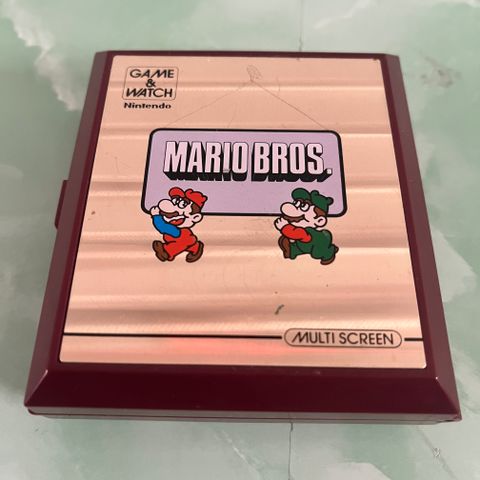 GAME
&
WATCH
Nintendo
MARIO BROS.
MULTI SCREEN